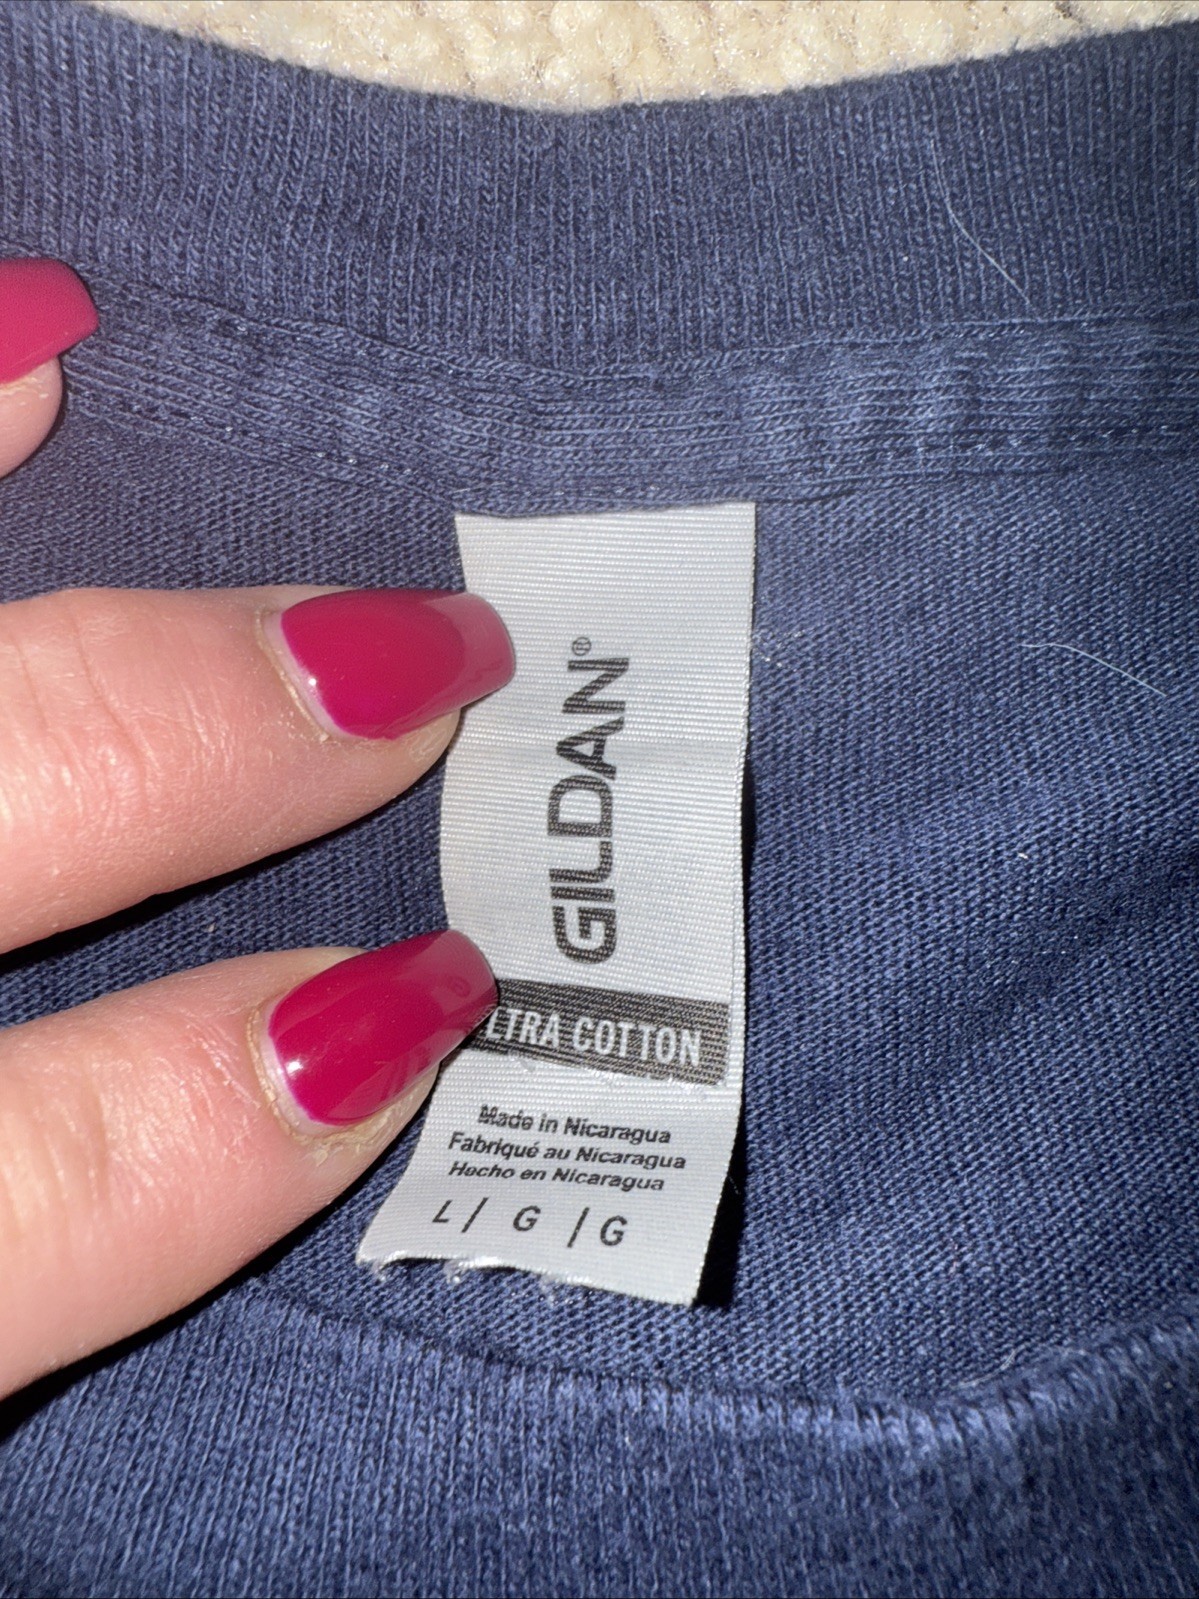 GILDAN®
LTRA COTTON
Made in Nicaragua
Fabriqué au Nicaragua
Hecho en Nicaragua
L / G / G